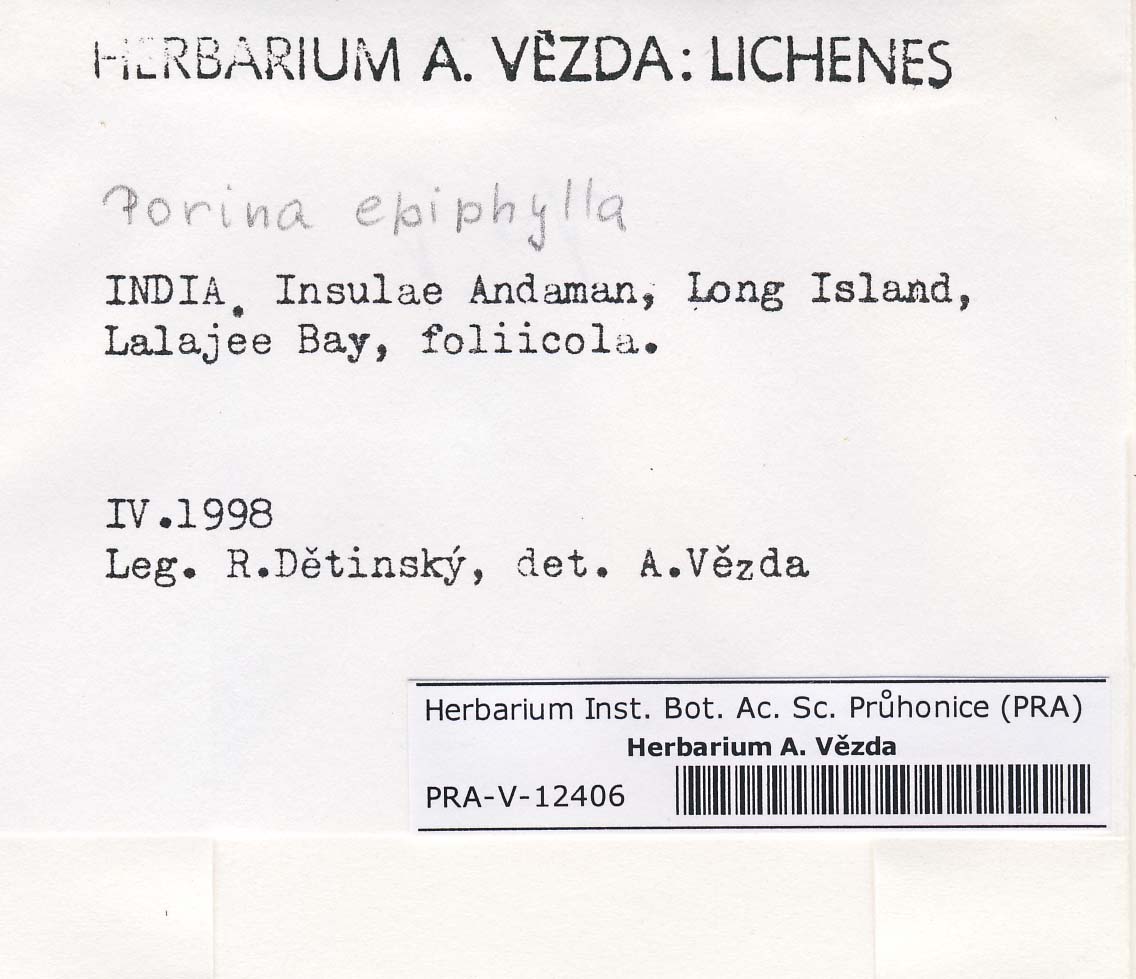 HERBARIUM A. VĚZDA: LICHENES
Porina epiphylla
INDIA. Insulae Andaman, Long Island,
Lalajee Bay, foliicola.
IV.1998
Leg. R.Dětinský, det. A.Vězda
Herbarium Inst. Bot. Ac. Sc. Průhonice (PRA)
Herbarium A. Vězda
PRA-V-12406